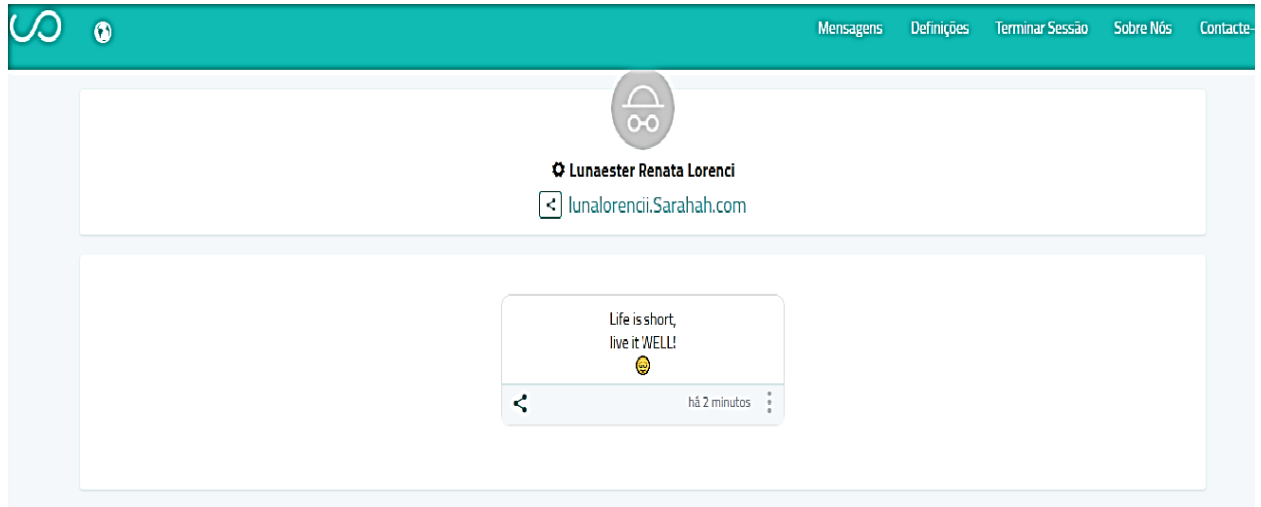 Mensagens Definições Terminar Sessão Sobre Nós Contacte-
Lunaester Renata Lorenci
lunalorencii.Sarahah.com
Life is short,
live it WELL!
há 2 minutos